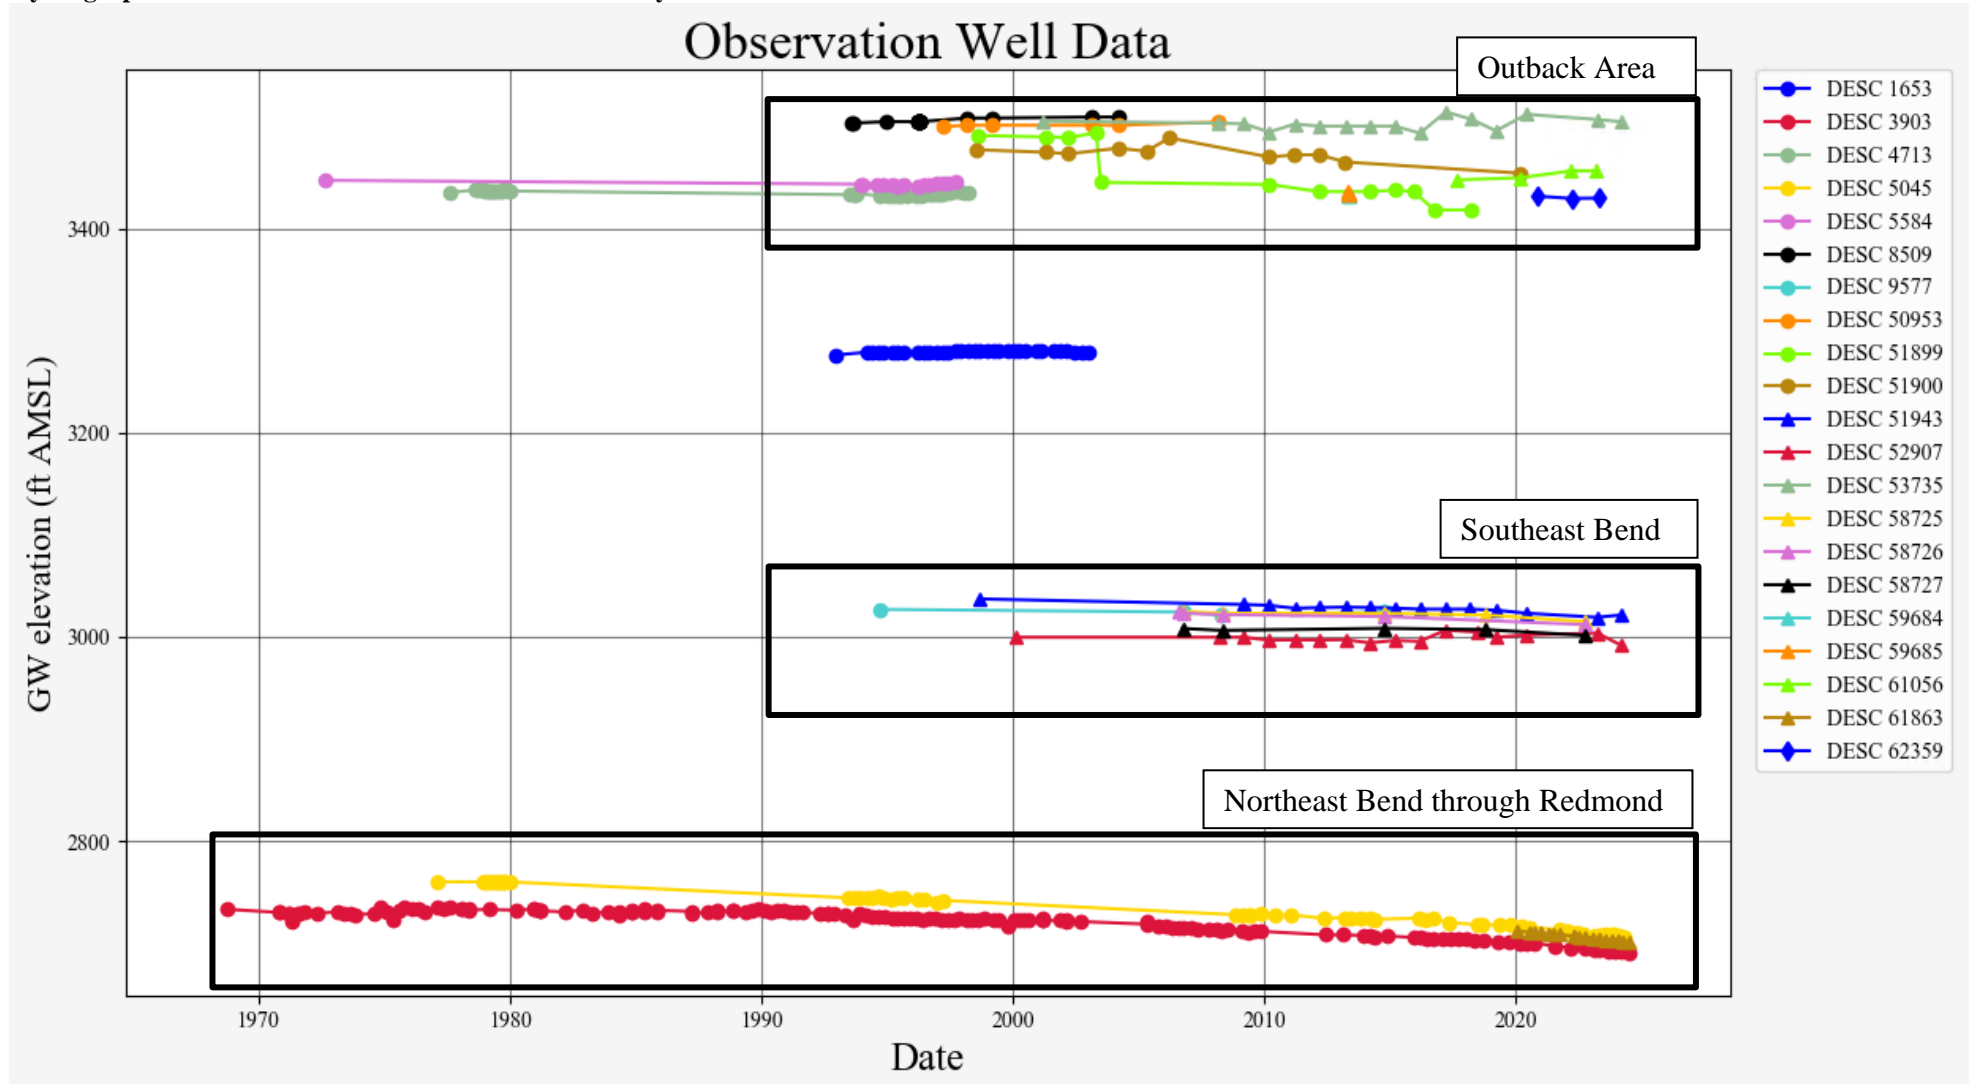 Observation Well Data
Outback Area
Southeast Bend
Northeast Bend through Redmond
GW elevation (ft AMSL)
3400
3200
3000
2800
1970 1980 1990 2000 2010 2020
Date
DESC 1653
DESC 3903
DESC 4713
DESC 5045
DESC 5584
DESC 8509
DESC 9577
DESC 50953
DESC 51899
DESC 51900
DESC 51943
DESC 52907
DESC 53735
DESC 58725
DESC 58726
DESC 58727
DESC 59684
DESC 59685
DESC 61056
DESC 61863
DESC 62359